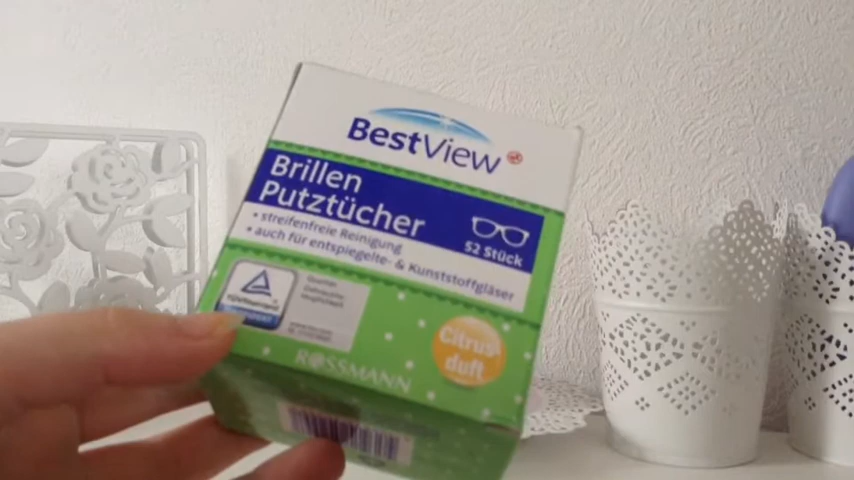 BestView
Brillen
Putztücher
• streifenfreie Reinigung
• auch für entspiegelte- & Kunststoffgläser
52 Stück
Citrus-
duft
ROSSMANN